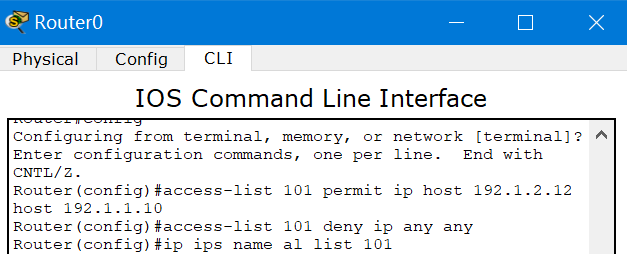 Router0
Physical Config CLI
IOS Command Line Interface
Router#config
Configuring from terminal, memory, or network [terminal]?
Enter configuration commands, one per line.  End with
CNTL/Z.
Router(config)#access-list 101 permit ip host 192.1.2.12
host 192.1.1.10
Router(config)#access-list 101 deny ip any any
Router(config)#ip ips name al list 101